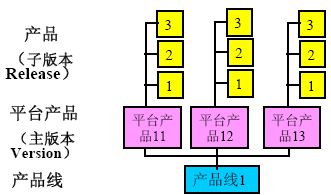 产品
（子版本
Release）
3
3
3
2
2
2
1
1
1
平台产品
（主版本
Version）
平台产
品11
平台产
品12
平台产
品13
产品线
产品线1